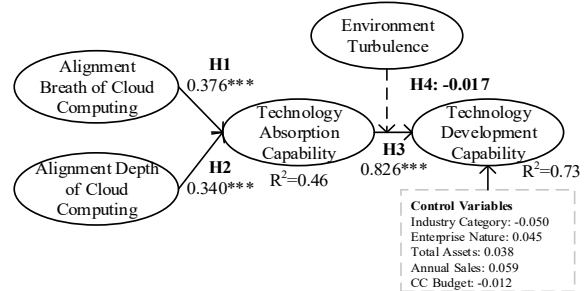 Alignment
Breath of Cloud
Computing
H1
0.376***
Environment
Turbulence
H4: -0.017
Technology
Absorption
Capability
R²=0.46
H3
0.826***
Technology
Development
Capability
R²=0.73
Alignment Depth
of Cloud
Computing
H2
0.340***
Control Variables
Industry Category: -0.050
Enterprise Nature: 0.045
Total Assets: 0.038
Annual Sales: 0.059
CC Budget: -0.012